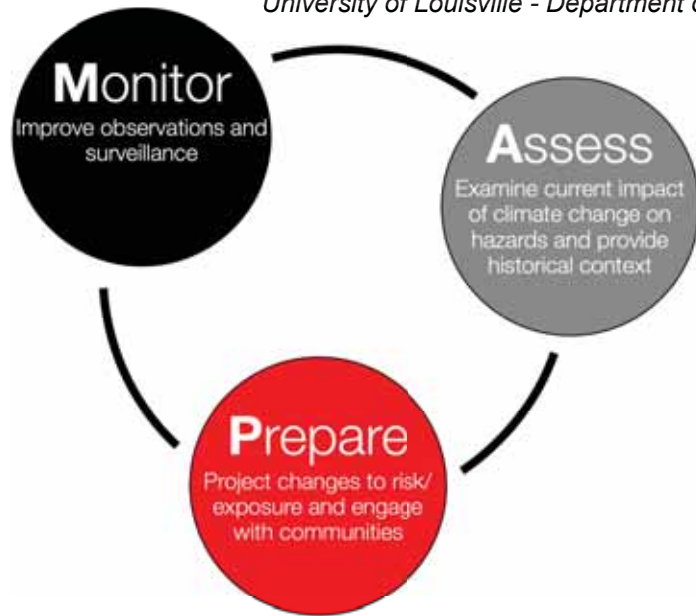 University of Louisville - Department
Monitor
Improve observations and
surveillance
Assess
Examine current impact
of climate change on
hazards and provide
historical context
Prepare
Project changes to risk/
exposure and engage
with communities